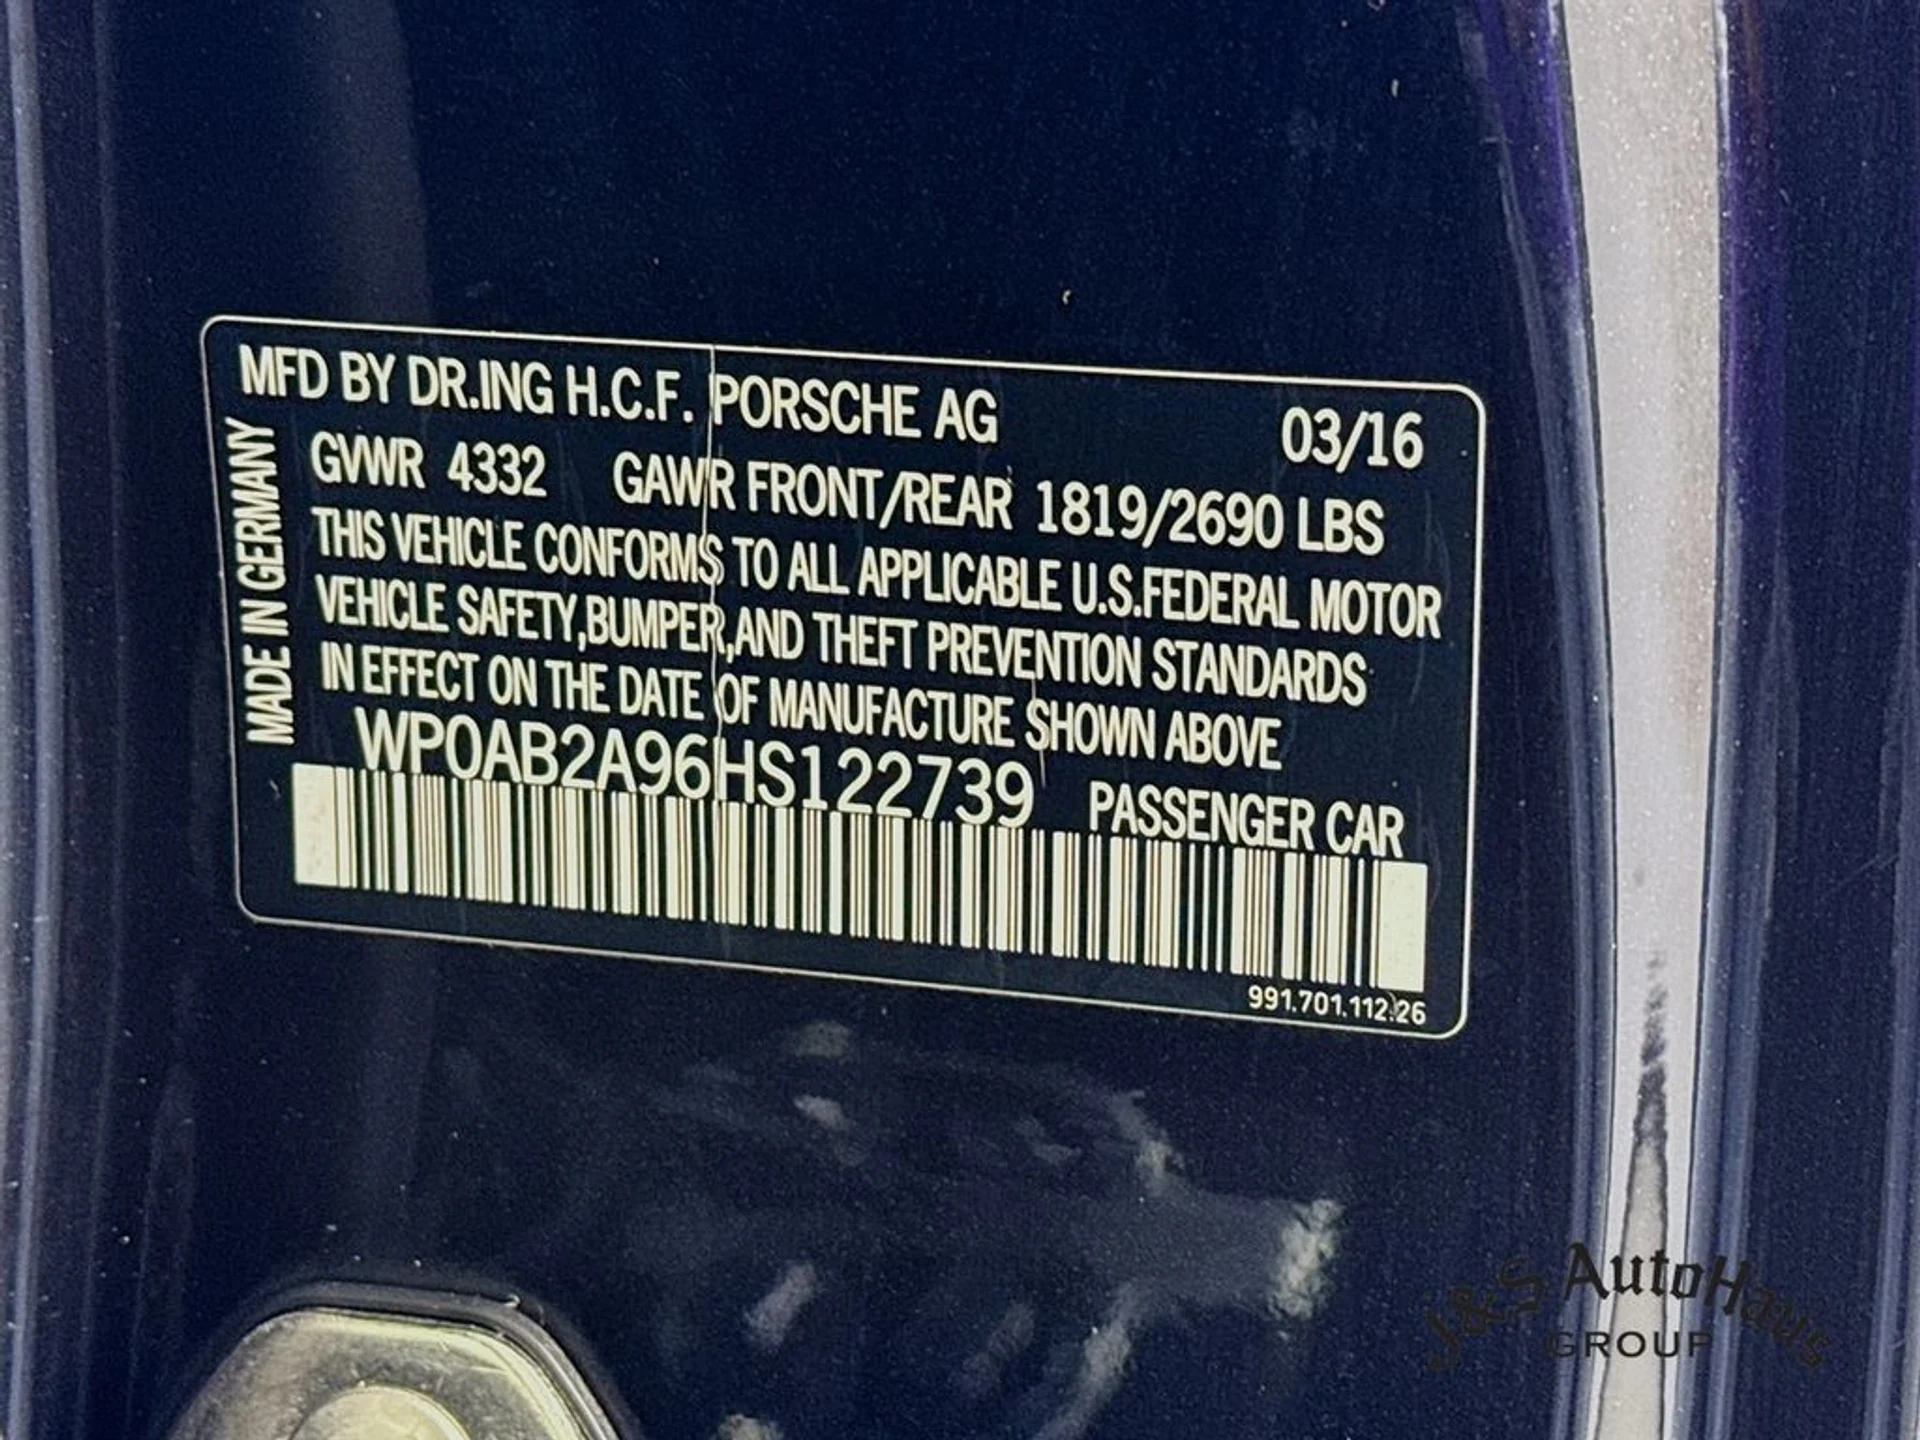 MFD BY DR.ING H.C.F. PORSCHE AG 03/16
MADE IN GERMANY
GVWR 4332 GAWR FRONT/REAR 1819/2690 LBS
THIS VEHICLE CONFORMS TO ALL APPLICABLE U.S.FEDERAL MOTOR
VEHICLE SAFETY,BUMPER,AND THEFT PREVENTION STANDARDS
IN EFFECT ON THE DATE OF MANUFACTURE SHOWN ABOVE
WP0AB2A96HS122739 PASSENGER CAR
991.701.112.26
J&S AutoHaus
GROUP